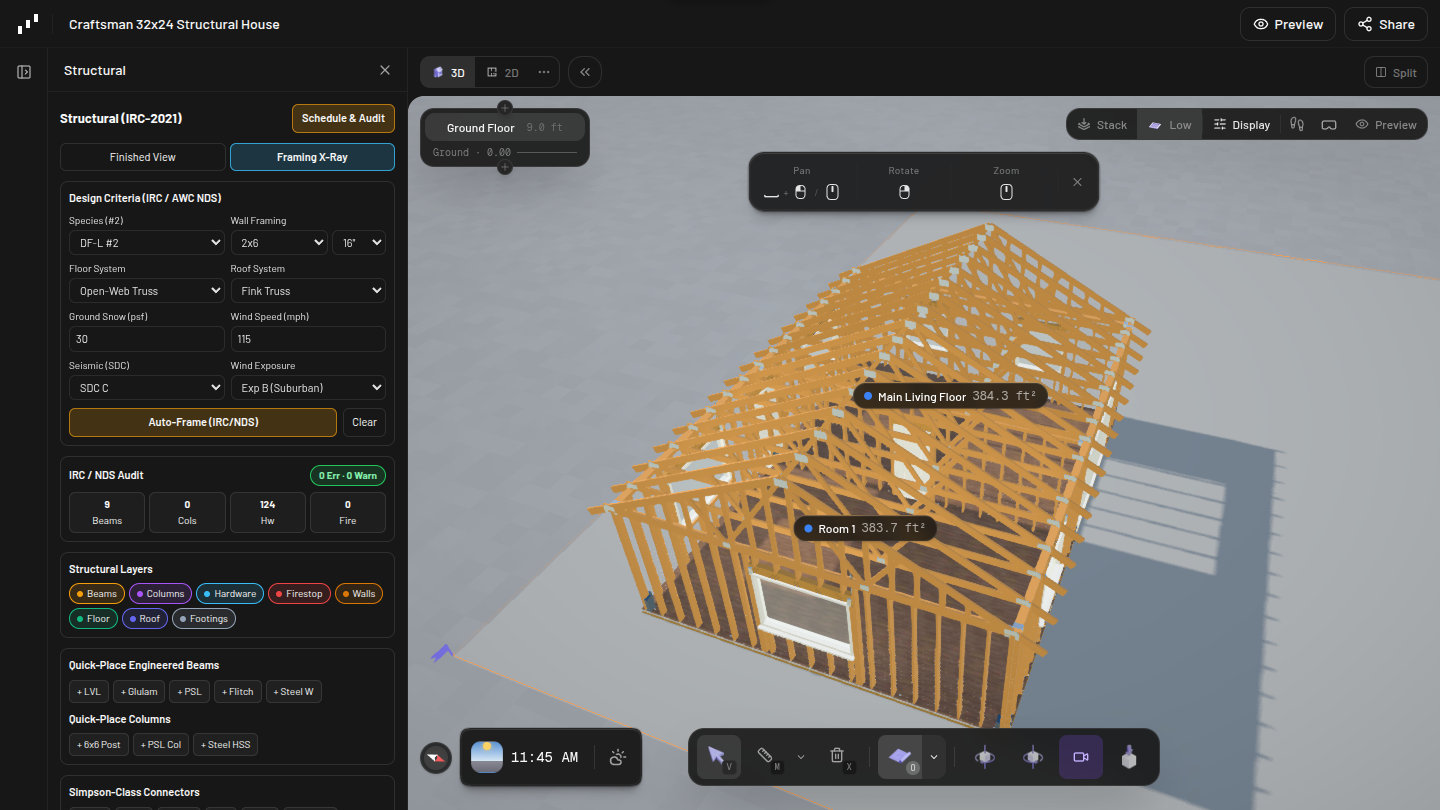 Craftsman 32x24 Structural House
Preview
Share
Structural
3D
2D
Split
Structural (IRC-2021)
Schedule & Audit
Finished View
Framing X-Ray
Design Criteria (IRC / AWC NDS)
Species (#2)
Wall Framing
DF-L #2
2x6
16"
Floor System
Roof System
Open-Web Truss
Fink Truss
Ground Snow (psf)
Wind Speed (mph)
30
115
Seismic (SDC)
Wind Exposure
SDC C
Exp B (Suburban)
Auto-Frame (IRC/NDS)
Clear
IRC / NDS Audit
0 Err · 0 Warn
9
0
124
0
Beams
Cols
Hw
Fire
Structural Layers
Beams
Columns
Hardware
Firestop
Walls
Floor
Roof
Footings
Quick-Place Engineered Beams
+ LVL
+ Glulam
+ PSL
+ Flitch
+ Steel W
Quick-Place Columns
+ 6x6 Post
+ PSL Col
+ Steel HSS
Simpson-Class Connectors
Ground Floor 9.0 ft
Ground · 0.00
Stack
Low
Display
Preview
Pan
Rotate
Zoom
+
/
Main Living Floor 384.3 ft²
Room 1 383.7 ft²
11:45 AM
V
M
X
0